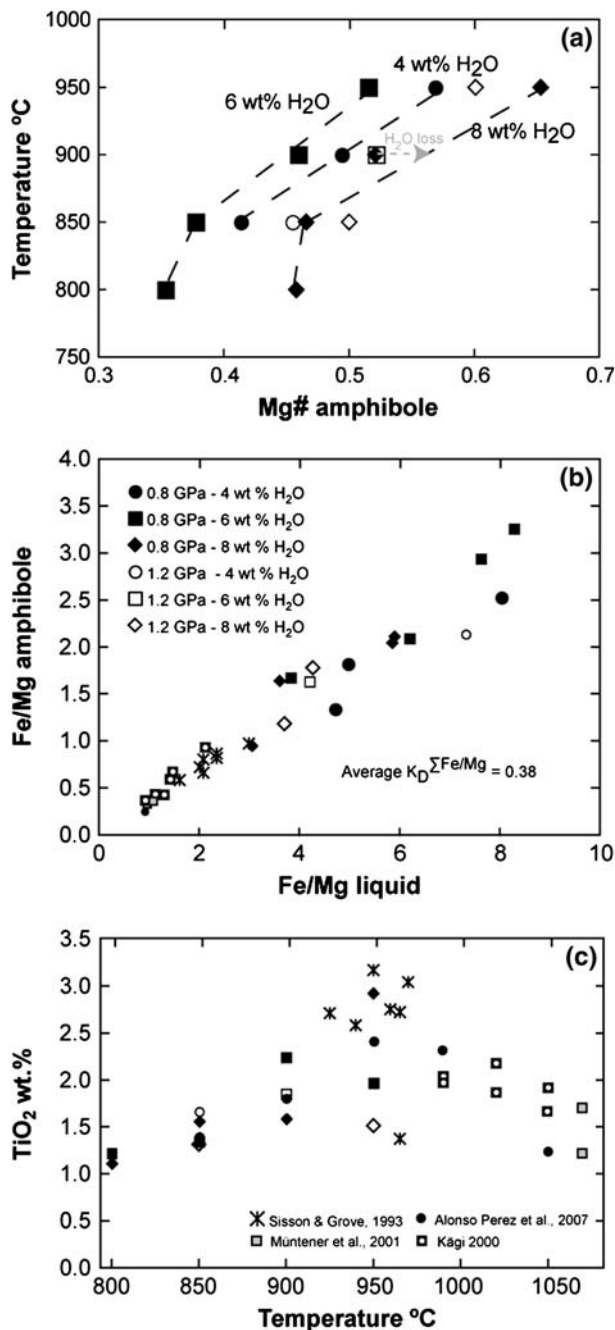 (a)
1000
950
900
850
800
750
Temperature ºC
6 wt% H2O
4 wt% H2O
8 wt% H2O
H2O loss
0.3 0.4 0.5 0.6 0.7
Mg# amphibole
(b)
4.0
3.5
3.0
2.5
2.0
1.5
1.0
0.5
0.0
Fe/Mg amphibole
0.8 GPa - 4 wt % H2O
0.8 GPa - 6 wt % H2O
0.8 GPa - 8 wt % H2O
1.2 GPa - 4 wt % H2O
1.2 GPa - 6 wt % H2O
1.2 GPa - 8 wt % H2O
Average KD ΣFe/Mg = 0.38
0 2 4 6 8 10
Fe/Mg liquid
(c)
3.5
3.0
2.5
2.0
1.5
1.0
0.5
0.0
TiO2 wt.%
Sisson & Grove, 1993 Alonso Perez et al., 2007
Müntener et al., 2001 Kägi 2000
800 850 900 950 1000 1050
Temperature ºC